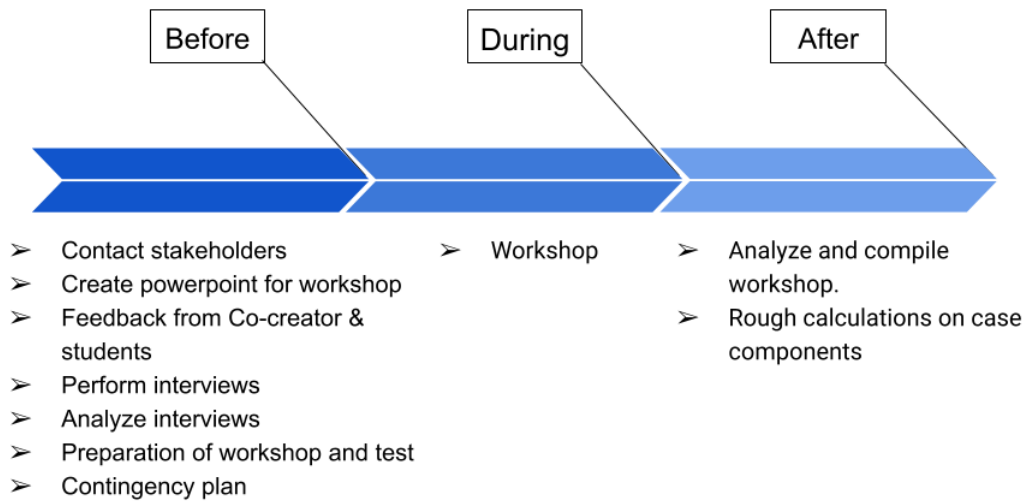 Before
During
After
➢ Contact stakeholders
➢ Create powerpoint for workshop
➢ Feedback from Co-creator &
students
➢ Perform interviews
➢ Analyze interviews
➢ Preparation of workshop and test
➢ Contingency plan
➢ Workshop
➢ Analyze and compile
workshop.
➢ Rough calculations on case
components